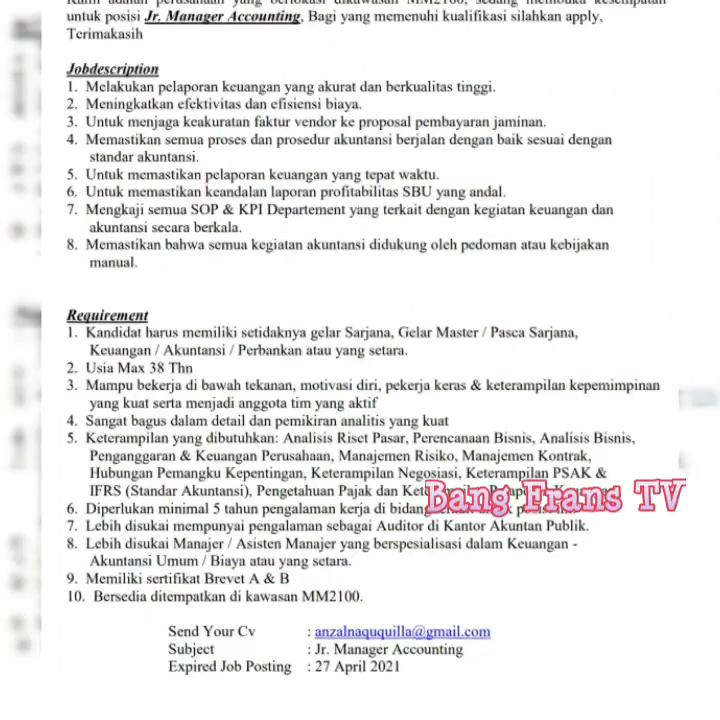 untuk posisi Jr. Manager Accounting, Bagi yang memenuhi kualifikasi silahkan apply,
Terimakasih
Jobdescription
1. Melakukan pelaporan keuangan yang akurat dan berkualitas tinggi.
2. Meningkatkan efektivitas dan efisiensi biaya.
3. Untuk menjaga keakuratan faktur vendor ke proposal pembayaran jaminan.
4. Memastikan semua proses dan prosedur akuntansi berjalan dengan baik sesuai dengan
standar akuntansi.
5. Untuk memastikan pelaporan keuangan yang tepat waktu.
6. Untuk memastikan keandalan laporan profitabilitas SBU yang andal.
7. Mengkaji semua SOP & KPI Departement yang terkait dengan kegiatan keuangan dan
akuntansi secara berkala.
8. Memastikan bahwa semua kegiatan akuntansi didukung oleh pedoman atau kebijakan
manual.
Requirement
1. Kandidat harus memiliki setidaknya gelar Sarjana, Gelar Master / Pasca Sarjana,
Keuangan / Akuntansi / Perbankan atau yang setara.
2. Usia Max 38 Thn
3. Mampu bekerja di bawah tekanan, motivasi diri, pekerja keras & keterampilan kepemimpinan
yang kuat serta menjadi anggota tim yang aktif
4. Sangat bagus dalam detail dan pemikiran analitis yang kuat
5. Keterampilan yang dibutuhkan: Analisis Riset Pasar, Perencanaan Bisnis, Analisis Bisnis,
Penganggaran & Keuangan Perusahaan, Manajemen Risiko, Manajemen Kontrak,
Hubungan Pemangku Kepentingan, Keterampilan Negosiasi, Keterampilan PSAK &
IFRS (Standar Akuntansi), Pengetahuan Pajak dan
Bang Frans TV
6. Diperlukan minimal 5 tahun pengalaman kerja di bidang
7. Lebih disukai mempunyai pengalaman sebagai Auditor di Kantor Akuntan Publik.
8. Lebih disukai Manajer / Asisten Manajer yang berspesialisasi dalam Keuangan -
Akuntansi Umum / Biaya atau yang setara.
9. Memiliki sertifikat Brevet A & B
10. Bersedia ditempatkan di kawasan MM2100.
Send Your Cv : anzalnaququilla@gmail.com
Subject : Jr. Manager Accounting
Expired Job Posting : 27 April 2021